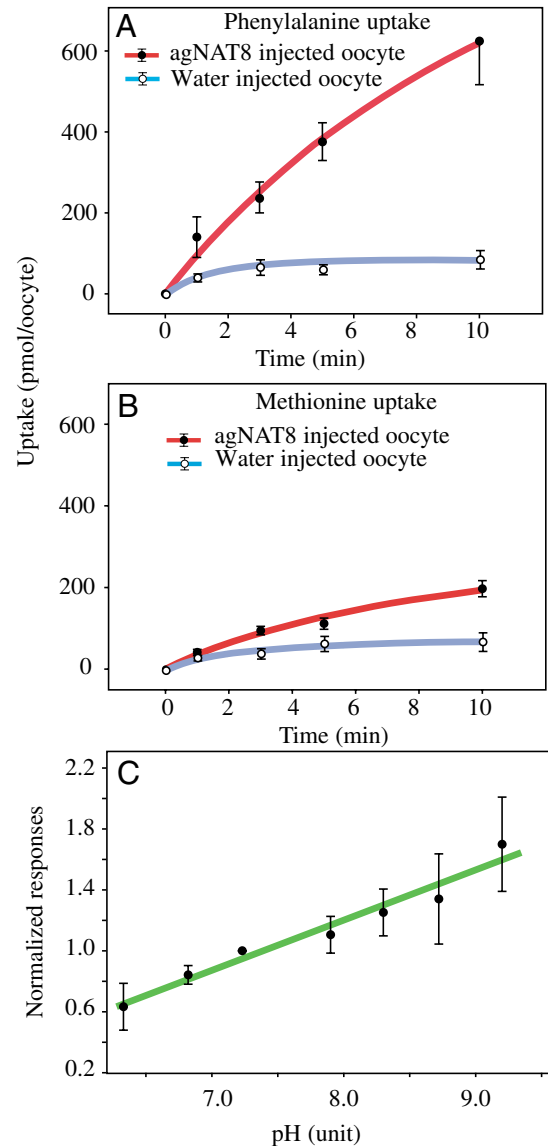 A
Phenylalanine uptake
agNAT8 injected oocyte
Water injected oocyte
600
400
200
0
0 2 4 6 8 10
Time (min)
Uptake (pmol/oocyte)
B
Methionine uptake
agNAT8 injected oocyte
Water injected oocyte
600
400
200
0
0 2 4 6 8 10
Time (min)
C
Normalized responses
2.2
1.8
1.4
1.0
0.6
0.2
7.0 8.0 9.0
pH (unit)